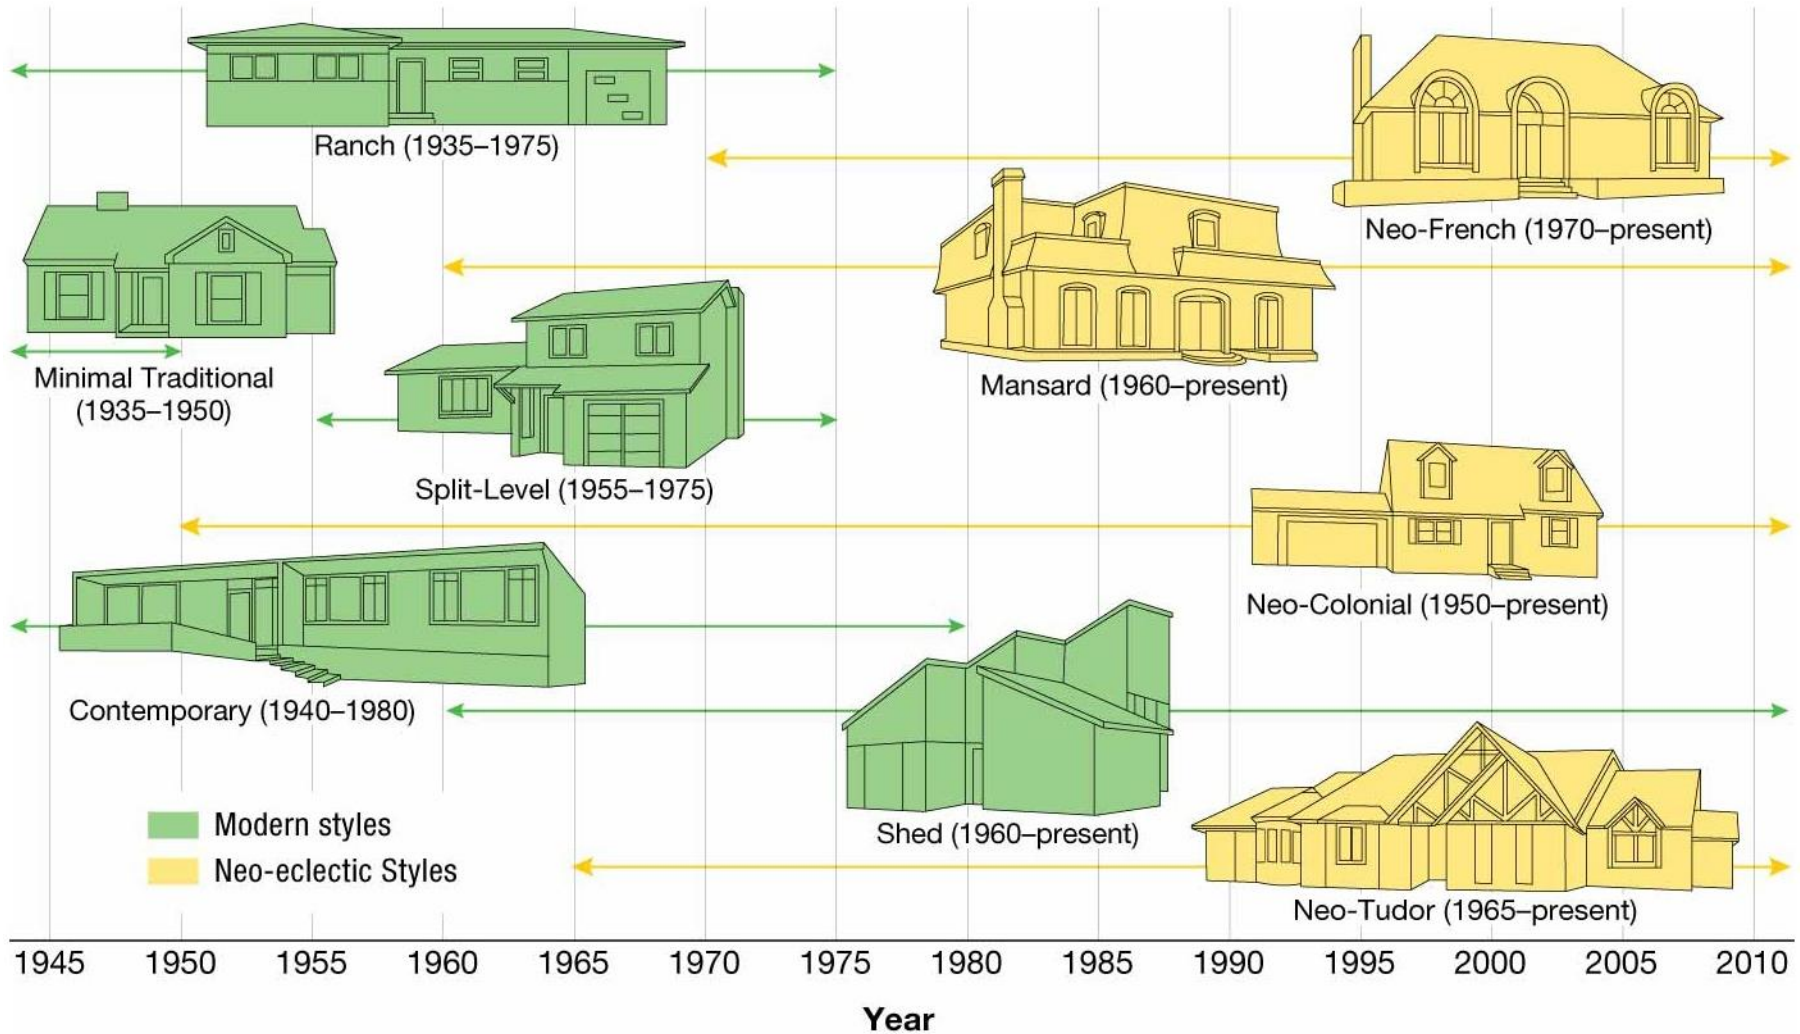 Ranch (1935–1975)
Neo-French (1970–present)
Minimal Traditional
(1935–1950)
Mansard (1960–present)
Split-Level (1955–1975)
Neo-Colonial (1950–present)
Contemporary (1940–1980)
Shed (1960–present)
Modern styles
Neo-eclectic Styles
Neo-Tudor (1965–present)
1945 1950 1955 1960 1965 1970 1975 1980 1985 1990 1995 2000 2005 2010
Year